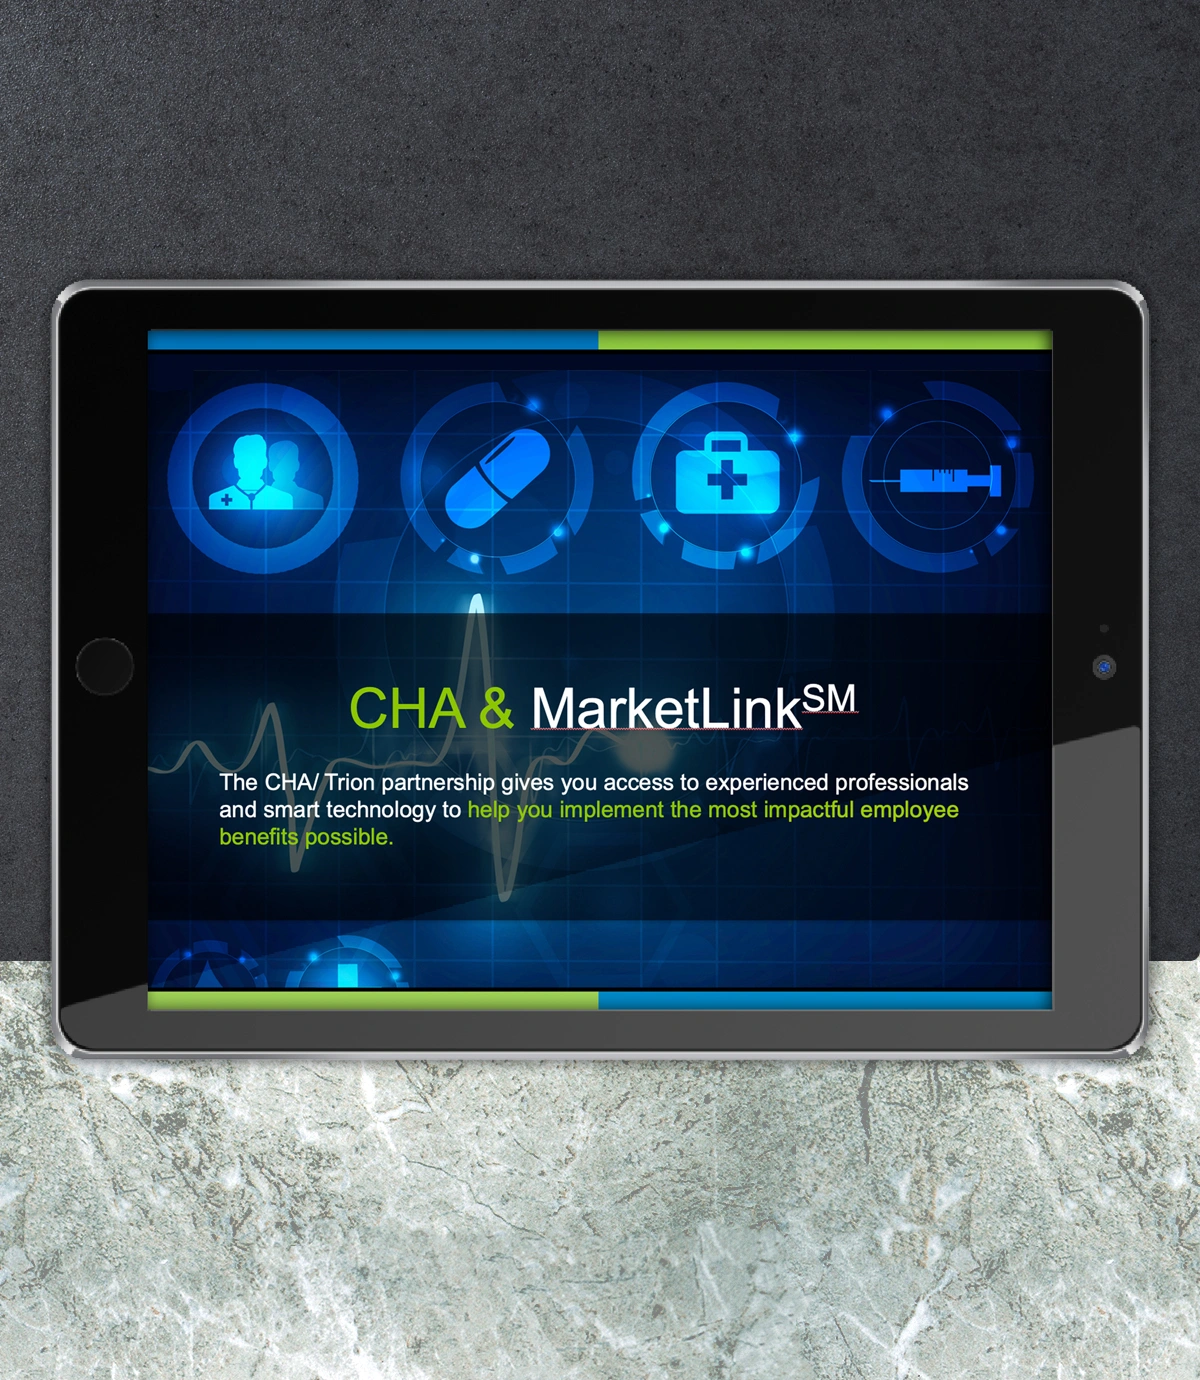 CHA & MarketLinkSM
The CHA/ Trion partnership gives you access to experienced professionals
and smart technology to help you implement the most impactful employee
benefits possible.